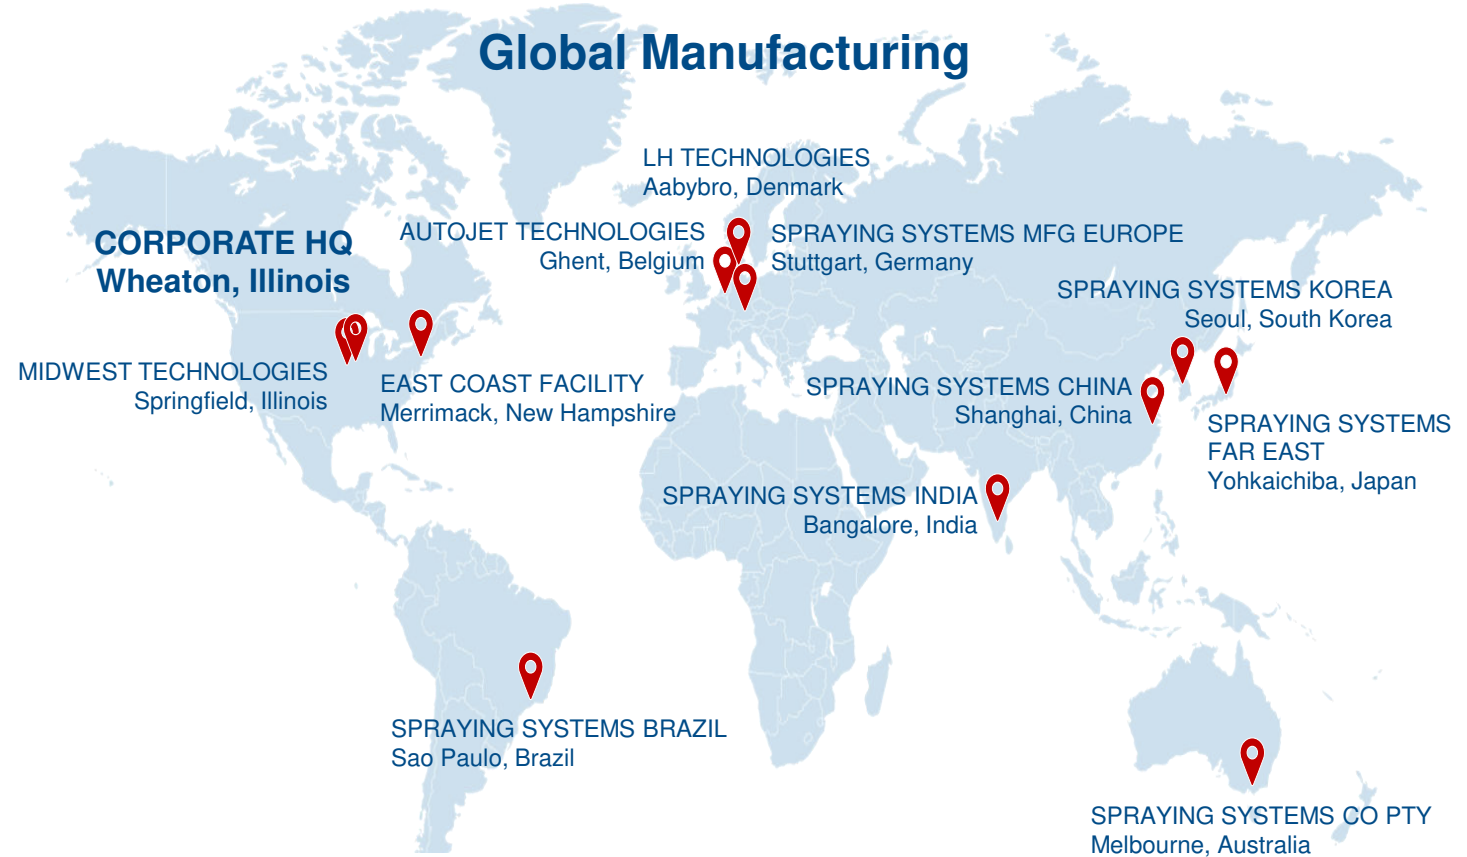 Global Manufacturing
LH TECHNOLOGIES
Aabybro, Denmark
CORPORATE HQ
Wheaton, Illinois
AUTOJET TECHNOLOGIES
Ghent, Belgium
SPRAYING SYSTEMS MFG EUROPE
Stuttgart, Germany
SPRAYING SYSTEMS KOREA
Seoul, South Korea
MIDWEST TECHNOLOGIES
Springfield, Illinois
EAST COAST FACILITY
Merrimack, New Hampshire
SPRAYING SYSTEMS CHINA
Shanghai, China
SPRAYING SYSTEMS
FAR EAST
Yohkaichiba, Japan
SPRAYING SYSTEMS INDIA
Bangalore, India
SPRAYING SYSTEMS BRAZIL
Sao Paulo, Brazil
SPRAYING SYSTEMS CO PTY
Melbourne, Australia